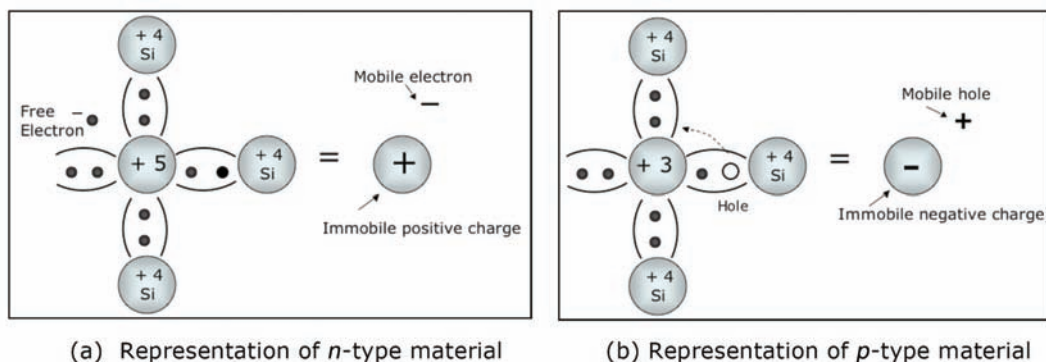 + 4
Si
Free
Electron
–
+ 5
+ 4
Si
=
Mobile electron
–
+
Immobile positive charge
+ 4
Si
(a) Representation of n-type material
+ 4
Si
+ 3
Hole
+ 4
Si
=
Mobile hole
+
-
Immobile negative charge
+ 4
Si
(b) Representation of p-type material